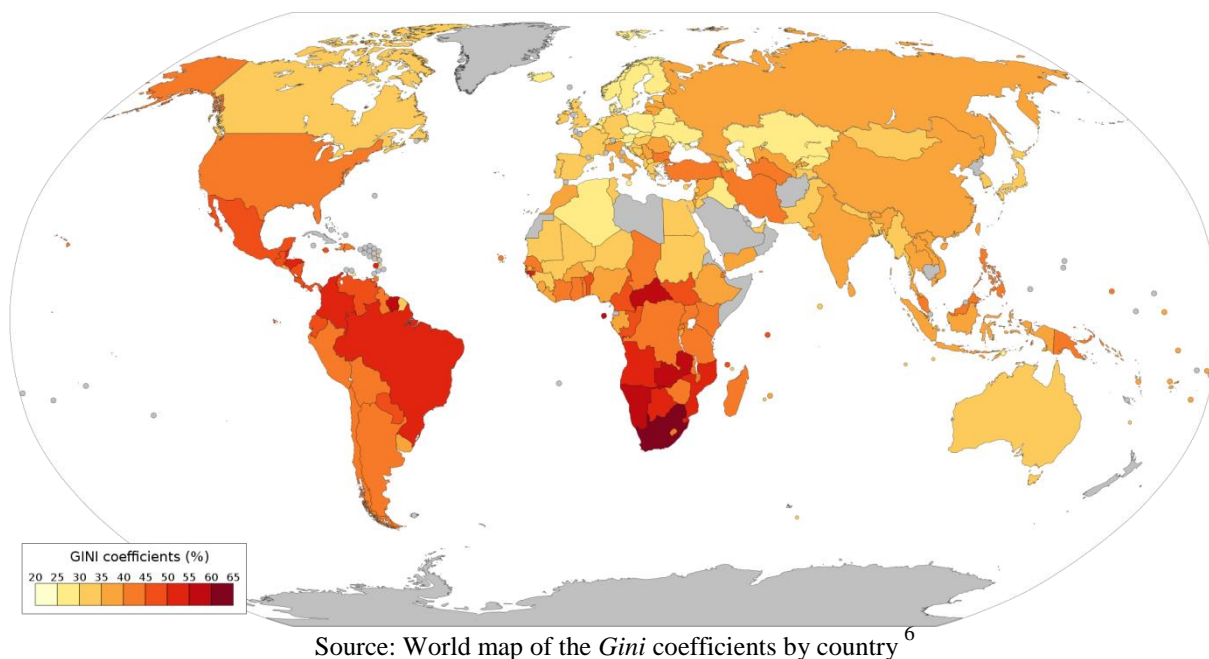 GINI coefficients (%)
20 25 30 35 40 45 50 55 60 65
Source: World map of the Gini coefficients by country 6